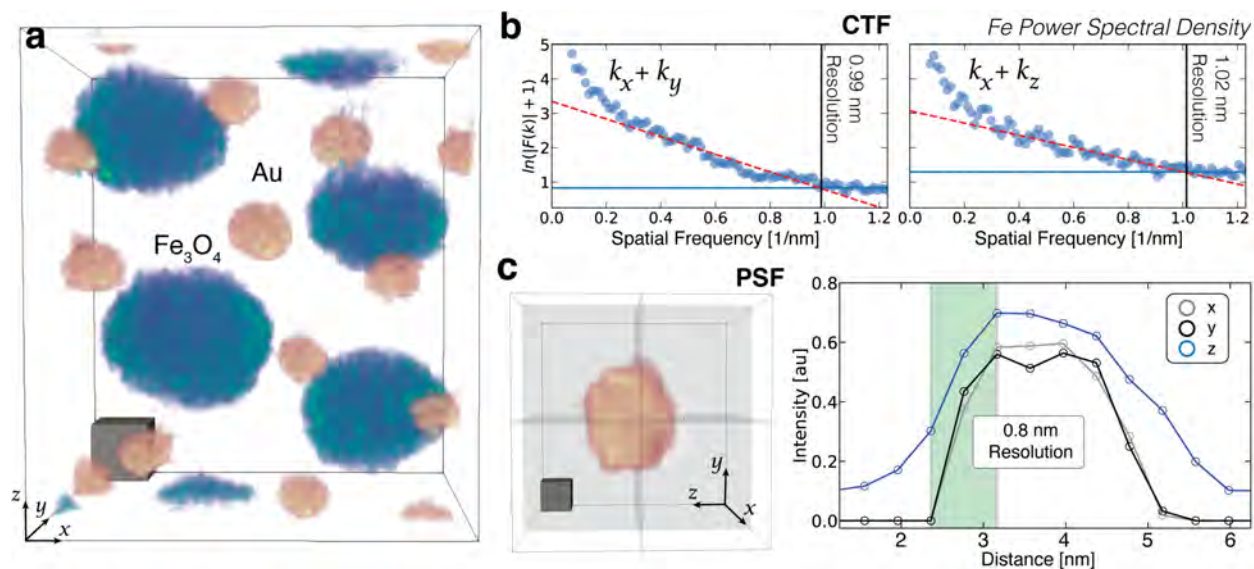 a
Au
Fe3O4
z
y
x
b
CTF
Fe Power Spectral Density
ln(|F(k)| + 1)
5
4
3
2
1
kx + ky
0.99 nm
Resolution
0.0 0.2 0.4 0.6 0.8 1.0 1.2
Spatial Frequency [1/nm]
kx + kz
1.02 nm
Resolution
0.0 0.2 0.4 0.6 0.8 1.0 1.2
Spatial Frequency [1/nm]
c
PSF
y
z
x
Intensity [au]
0.8
0.6
0.4
0.2
0.0
x
y
z
0.8 nm
Resolution
2 3 4 5 6
Distance [nm]